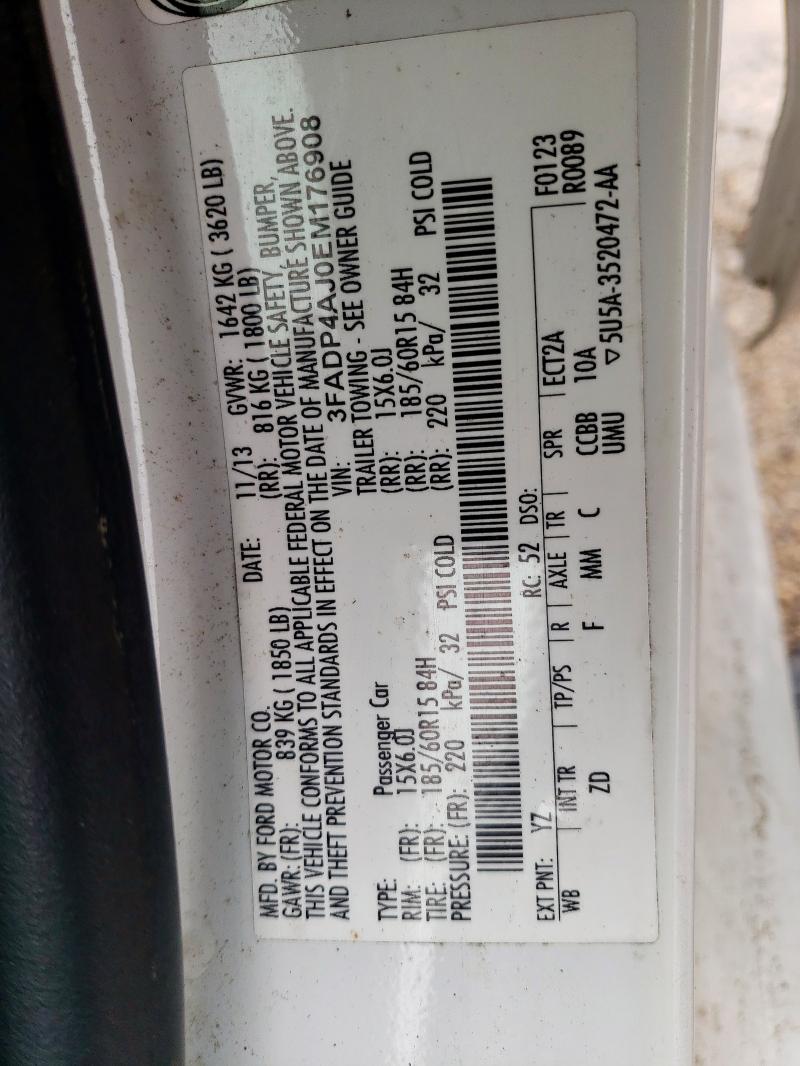 MFD. BY FORD MOTOR CO. DATE: 11/13 GVWR: 1642 KG ( 3620 LB)
GAWR: (FR): 839 KG ( 1850 LB) (RR): 816 KG ( 1800 LB)
THIS VEHICLE CONFORMS TO ALL APPLICABLE FEDERAL MOTOR VEHICLE SAFETY, BUMPER,
AND THEFT PREVENTION STANDARDS IN EFFECT ON THE DATE OF MANUFACTURE SHOWN ABOVE.
VIN: 3FADP4AJ0EM176908
TYPE: Passenger Car TRAILER TOWING - SEE OWNER GUIDE
RIM: (FR): 15X6.0J (RR): 15X6.0J
TIRE: (FR): 185/60R15 84H (RR): 185/60R15 84H
PRESSURE: (FR): 220 kPa/ 32 PSI COLD (RR): 220 kPa/ 32 PSI COLD
EXT PNT: YZ RC: 52 DSO: F0123
WB INT TR TP/PS R AXLE TR SPR ECT2A R0089
ZD F MM C CCBB 10A
UMU ▽5U5A-3520472-AA